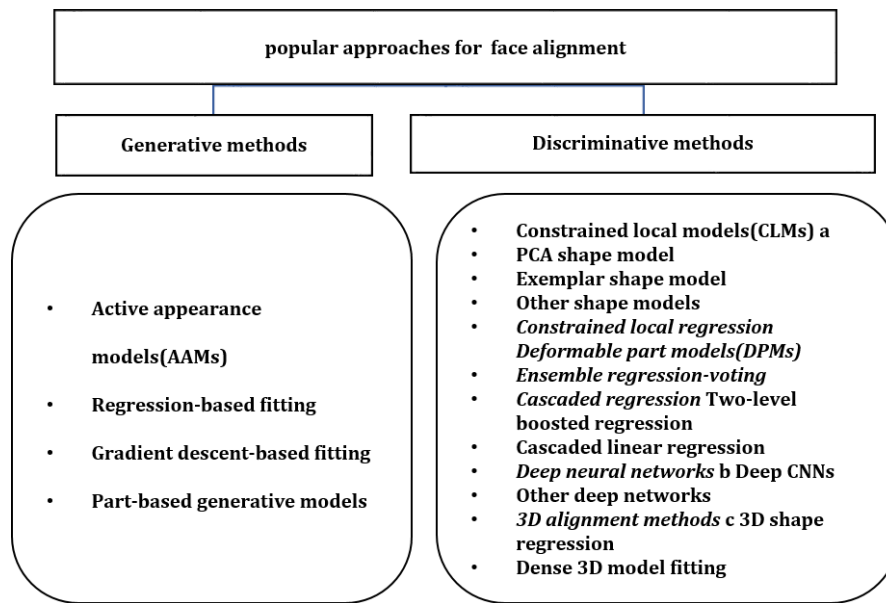 popular approaches for face alignment
Generative methods
Discriminative methods
• Active appearance
models(AAMs)
• Regression-based fitting
• Gradient descent-based fitting
• Part-based generative models
• Constrained local models(CLMs) a
• PCA shape model
• Exemplar shape model
• Other shape models
• Constrained local regression
Deformable part models(DPMs)
• Ensemble regression-voting
• Cascaded regression Two-level
boosted regression
• Cascaded linear regression
• Deep neural networks b Deep CNNs
• Other deep networks
• 3D alignment methods c 3D shape
regression
• Dense 3D model fitting